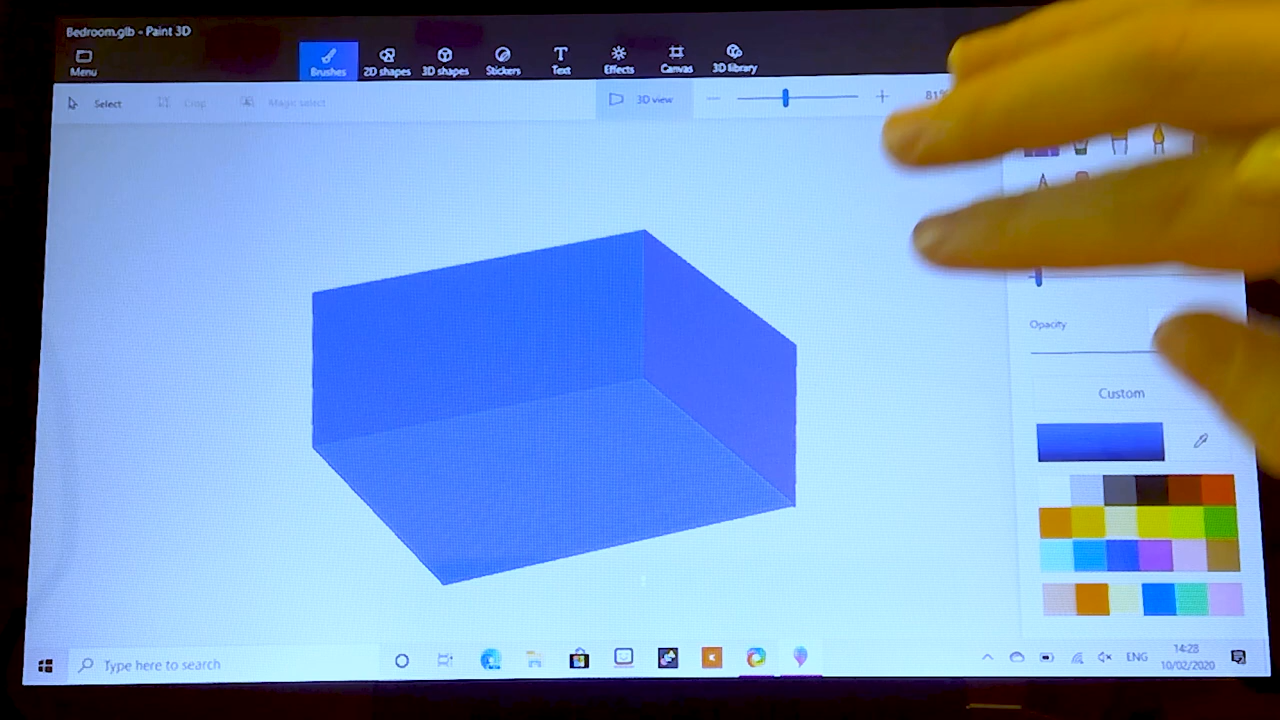 Bedroom.glb - Paint 3D
Menu
Brushes
2D shapes
3D shapes
Stickers
Text
Effects
Canvas
3D library
Select
Crop
Magic select
3D view
81%
Opacity
Custom
Type here to search
ENG
14:28
10/02/2020